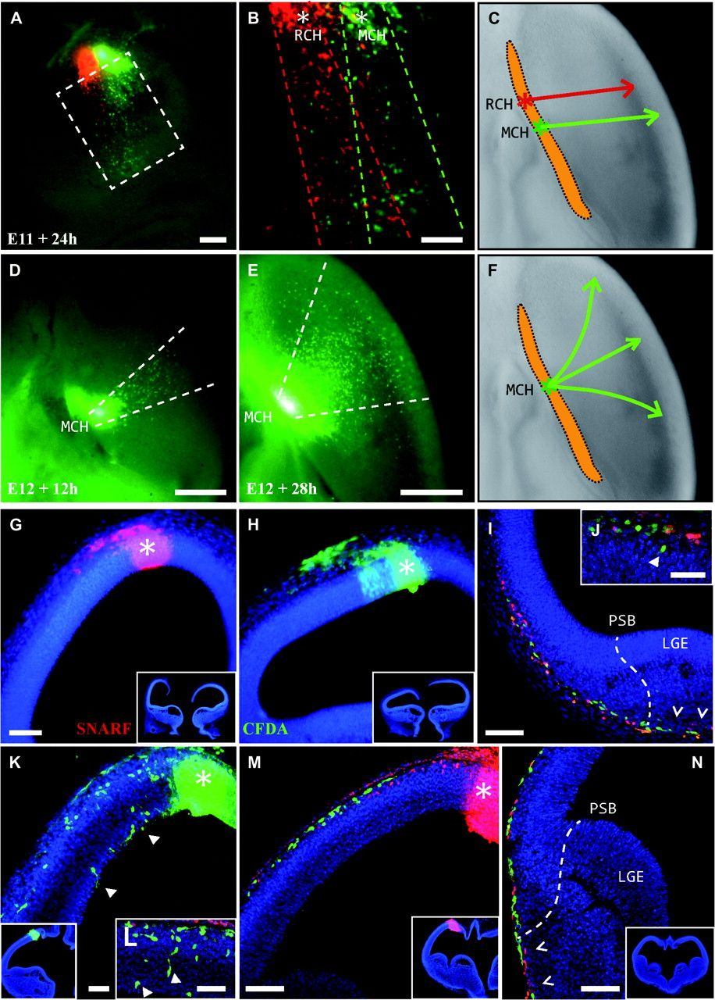 A
E11 + 24h
B
* *
RCH MCH
C
RCH
MCH
D
MCH
E12 + 12h
E
MCH
E12 + 28h
F
MCH
G
*
SNARF
H
*
CFDA
I
J
PSB
LGE
K
*
L
M
*
N
PSB
LGE